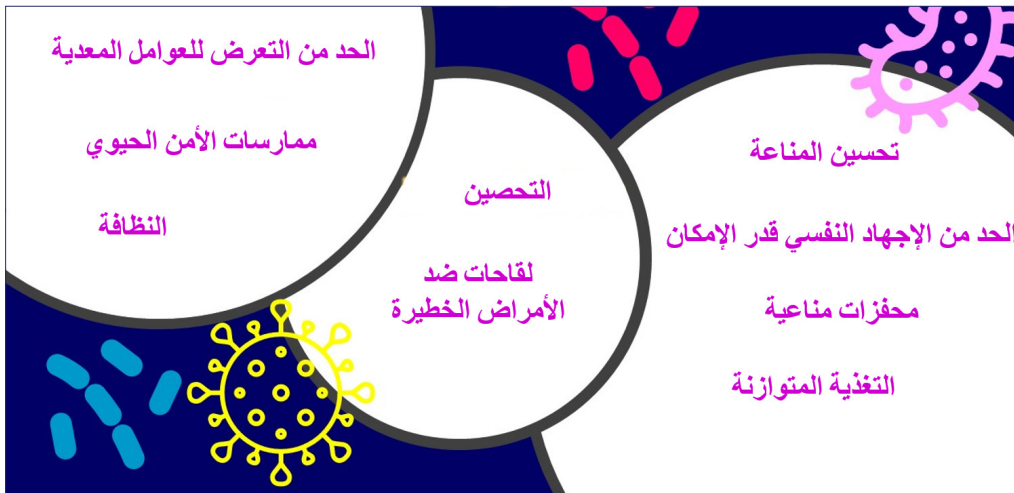 الحد من التعرض للعوامل المعدية
ممارسات الأمن الحيوي
النظافة
التحصين
لقاحات ضد
الأمراض الخطيرة
تحسين المناعة
الحد من الإجهاد النفسي قدر الإمكان
محفزات مناعية
التغذية المتوازنة